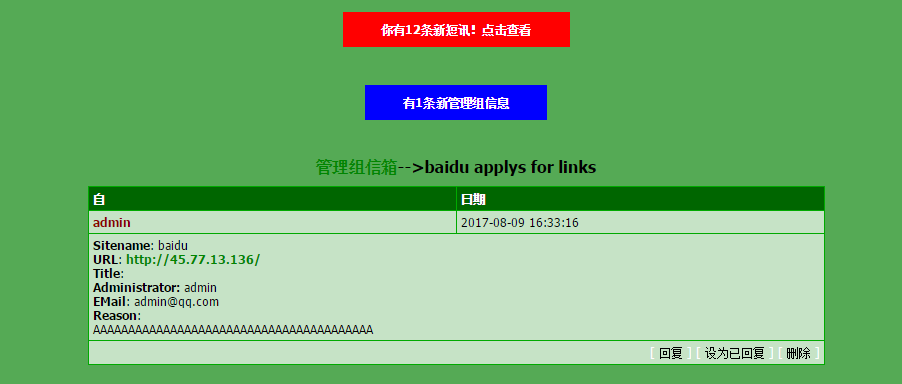 你有12条新短讯！点击查看
有1条新管理组信息
管理组信箱-->baidu applys for links
自 日期
admin 2017-08-09 16:33:16
Sitename: baidu
URL: http://45.77.13.136/
Title:
Administrator: admin
EMail: admin@qq.com
Reason:
AAAAAAAAAAAAAAAAAAAAAAAAAAAAAAAAAAAAAAAA
[ 回复 ] [ 设为已回复 ] [ 删除 ]